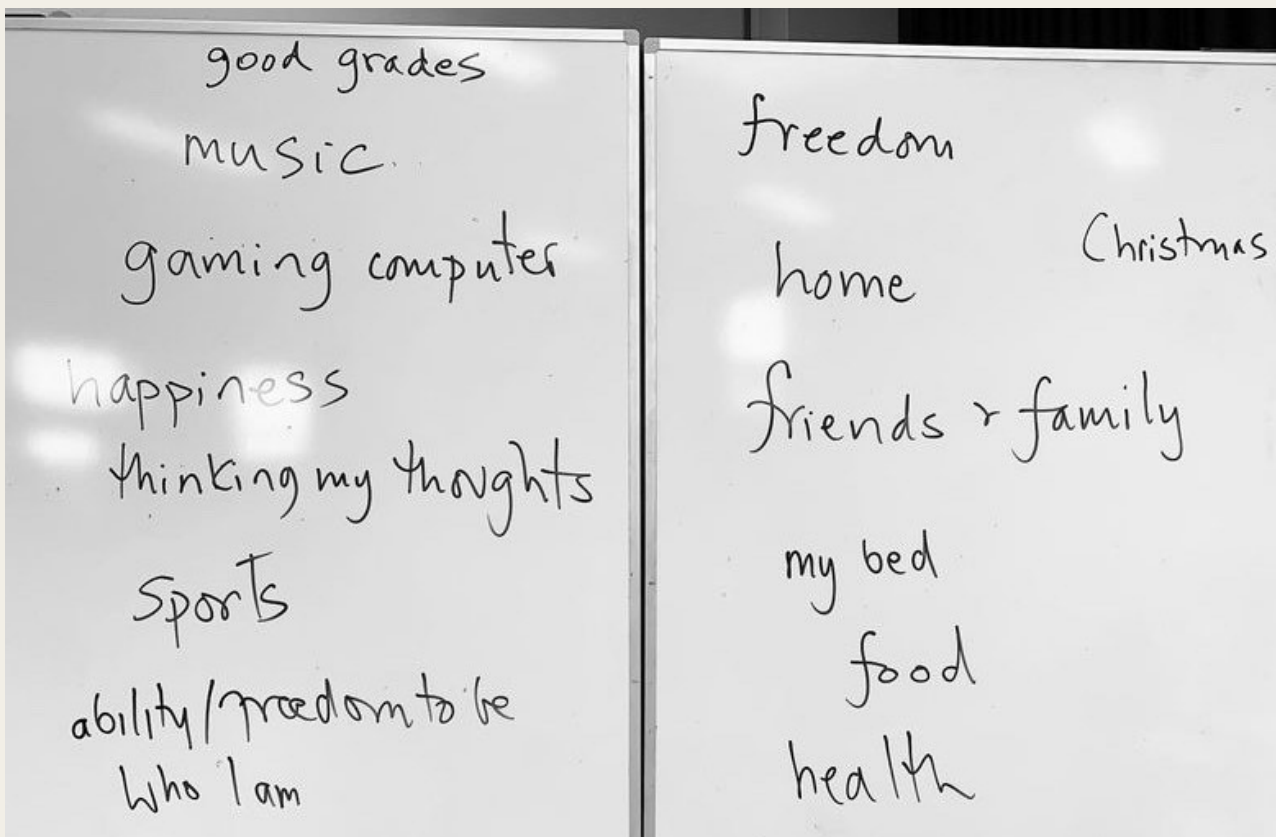 good grades
music
gaming computer
happiness
thinking my thoughts
sports
ability/freedom to be
who I am
freedom
Christmas
home
friends & family
my bed
food
health